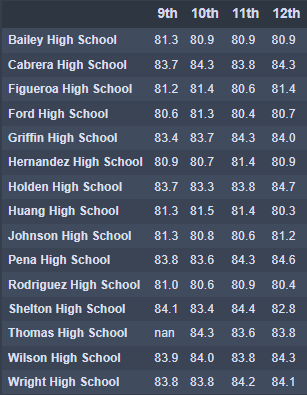 9th 10th 11th 12th
Bailey High School 81.3 80.9 80.9 80.9
Cabrera High School 83.7 84.3 83.8 84.3
Figueroa High School 81.2 81.4 80.6 81.4
Ford High School 80.6 81.3 80.4 80.7
Griffin High School 83.4 83.7 84.3 84.0
Hernandez High School 80.9 80.7 81.4 80.9
Holden High School 83.7 83.3 83.8 84.7
Huang High School 81.3 81.5 81.4 80.3
Johnson High School 81.3 80.8 80.6 81.2
Pena High School 83.8 83.6 84.3 84.6
Rodriguez High School 81.0 80.6 80.9 80.4
Shelton High School 84.1 83.4 84.4 82.8
Thomas High School nan 84.3 83.6 83.8
Wilson High School 83.9 84.0 83.8 84.3
Wright High School 83.8 83.8 84.2 84.1